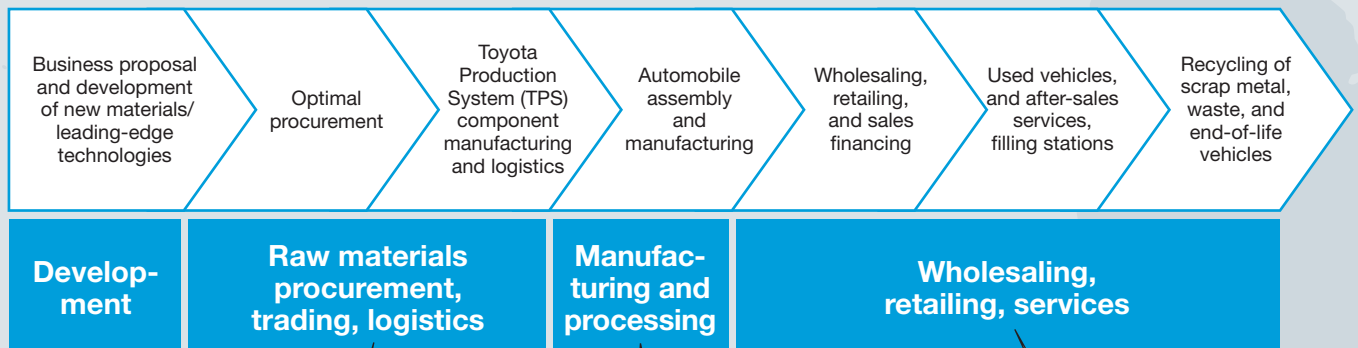 Business proposal
and development
of new materials/
leading-edge
technologies
Optimal
procurement
Toyota
Production
System (TPS)
component
manufacturing
and logistics
Automobile
assembly
and
manufacturing
Wholesaling,
retailing,
and sales
financing
Used vehicles,
and after-sales
services,
filling stations
Recycling of
scrap metal,
waste, and
end-of-life
vehicles
Develop-
ment
Raw materials
procurement,
trading, logistics
Manufac-
turing and
processing
Wholesaling,
retailing, services